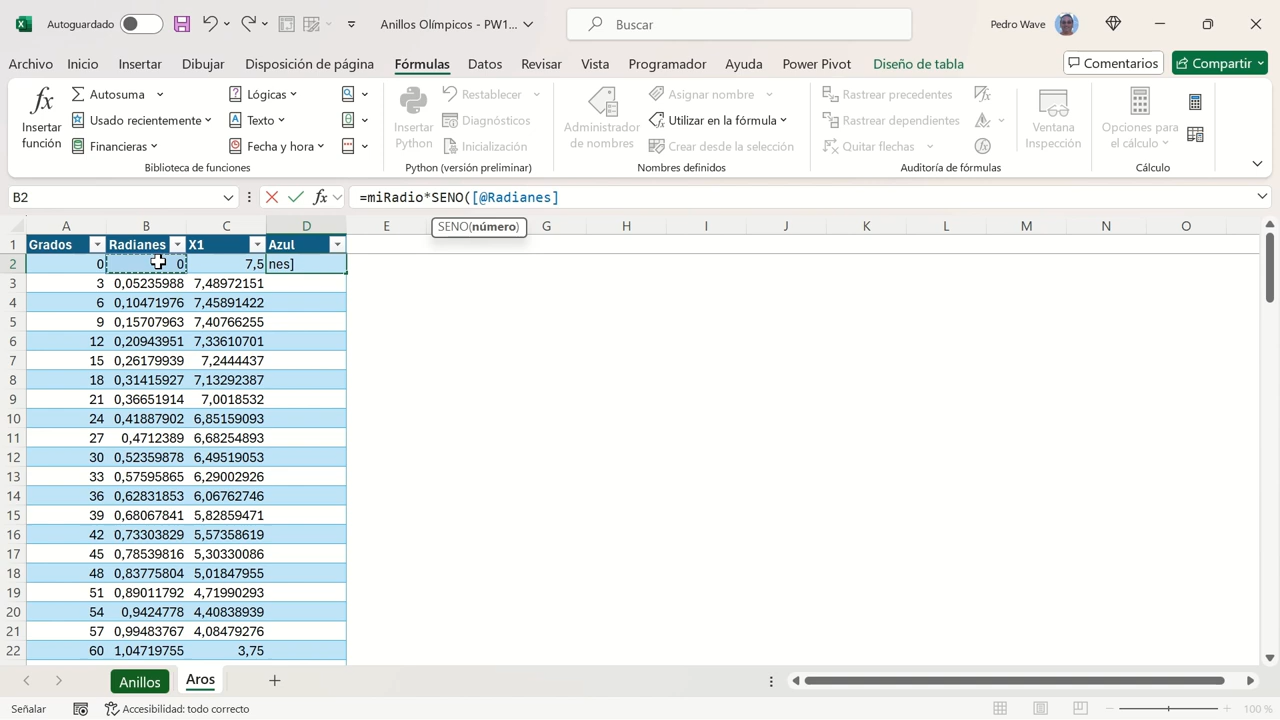 Autoguardado
Anillos Olímpicos - PW1...
Buscar
Pedro Wave
Archivo Inicio Insertar Dibujar Disposición de página Fórmulas Datos Revisar Vista Programador Ayuda Power Pivot Diseño de tabla
Comentarios
Compartir
Insertar función
Autosuma
Usado recientemente
Financieras
Lógicas
Texto
Fecha y hora
Biblioteca de funciones
Insertar Python
Restablecer
Diagnósticos
Inicialización
Python (versión preliminar)
Administrador de nombres
Asignar nombre
Utilizar en la fórmula
Crear desde la selección
Nombres definidos
Rastrear precedentes
Rastrear dependientes
Quitar flechas
Auditoría de fórmulas
Ventana Inspección
Opciones para el cálculo
Cálculo
B2
fx
=miRadio*SENO([@Radianes]
SENO(número)
A B C D E G H I J K L M N O
1 Grados Radianes X1 Azul
2 0 0 7,5 nes]
3 3 0,05235988 7,48972151
4 6 0,10471976 7,45891422
5 9 0,15707963 7,40766255
6 12 0,20943951 7,33610701
7 15 0,26179939 7,2444437
8 18 0,31415927 7,13292387
9 21 0,36651914 7,0018532
10 24 0,41887902 6,85159093
11 27 0,4712389 6,68254893
12 30 0,52359878 6,49519053
13 33 0,57595865 6,29002926
14 36 0,62831853 6,06762746
15 39 0,68067841 5,82859471
16 42 0,73303829 5,57358619
17 45 0,78539816 5,30330086
18 48 0,83775804 5,01847955
19 51 0,89011792 4,71990293
20 54 0,9424778 4,40838939
21 57 0,99483767 4,08479276
22 60 1,04719755 3,75
Anillos Aros
Señalar
Accesibilidad: todo correcto
100 %